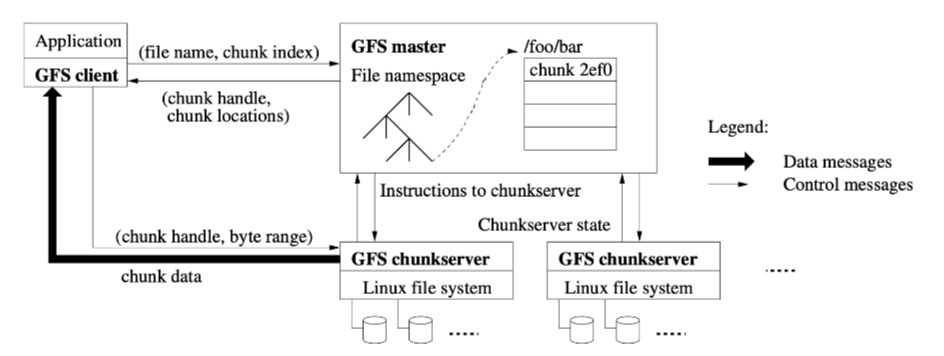 Application
GFS client
(file name, chunk index)
(chunk handle,
chunk locations)
GFS master
File namespace
/foo/bar
chunk 2ef0
Legend:
Data messages
Control messages
Instructions to chunkserver
Chunkserver state
(chunk handle, byte range)
chunk data
GFS chunkserver
Linux file system
GFS chunkserver
Linux file system